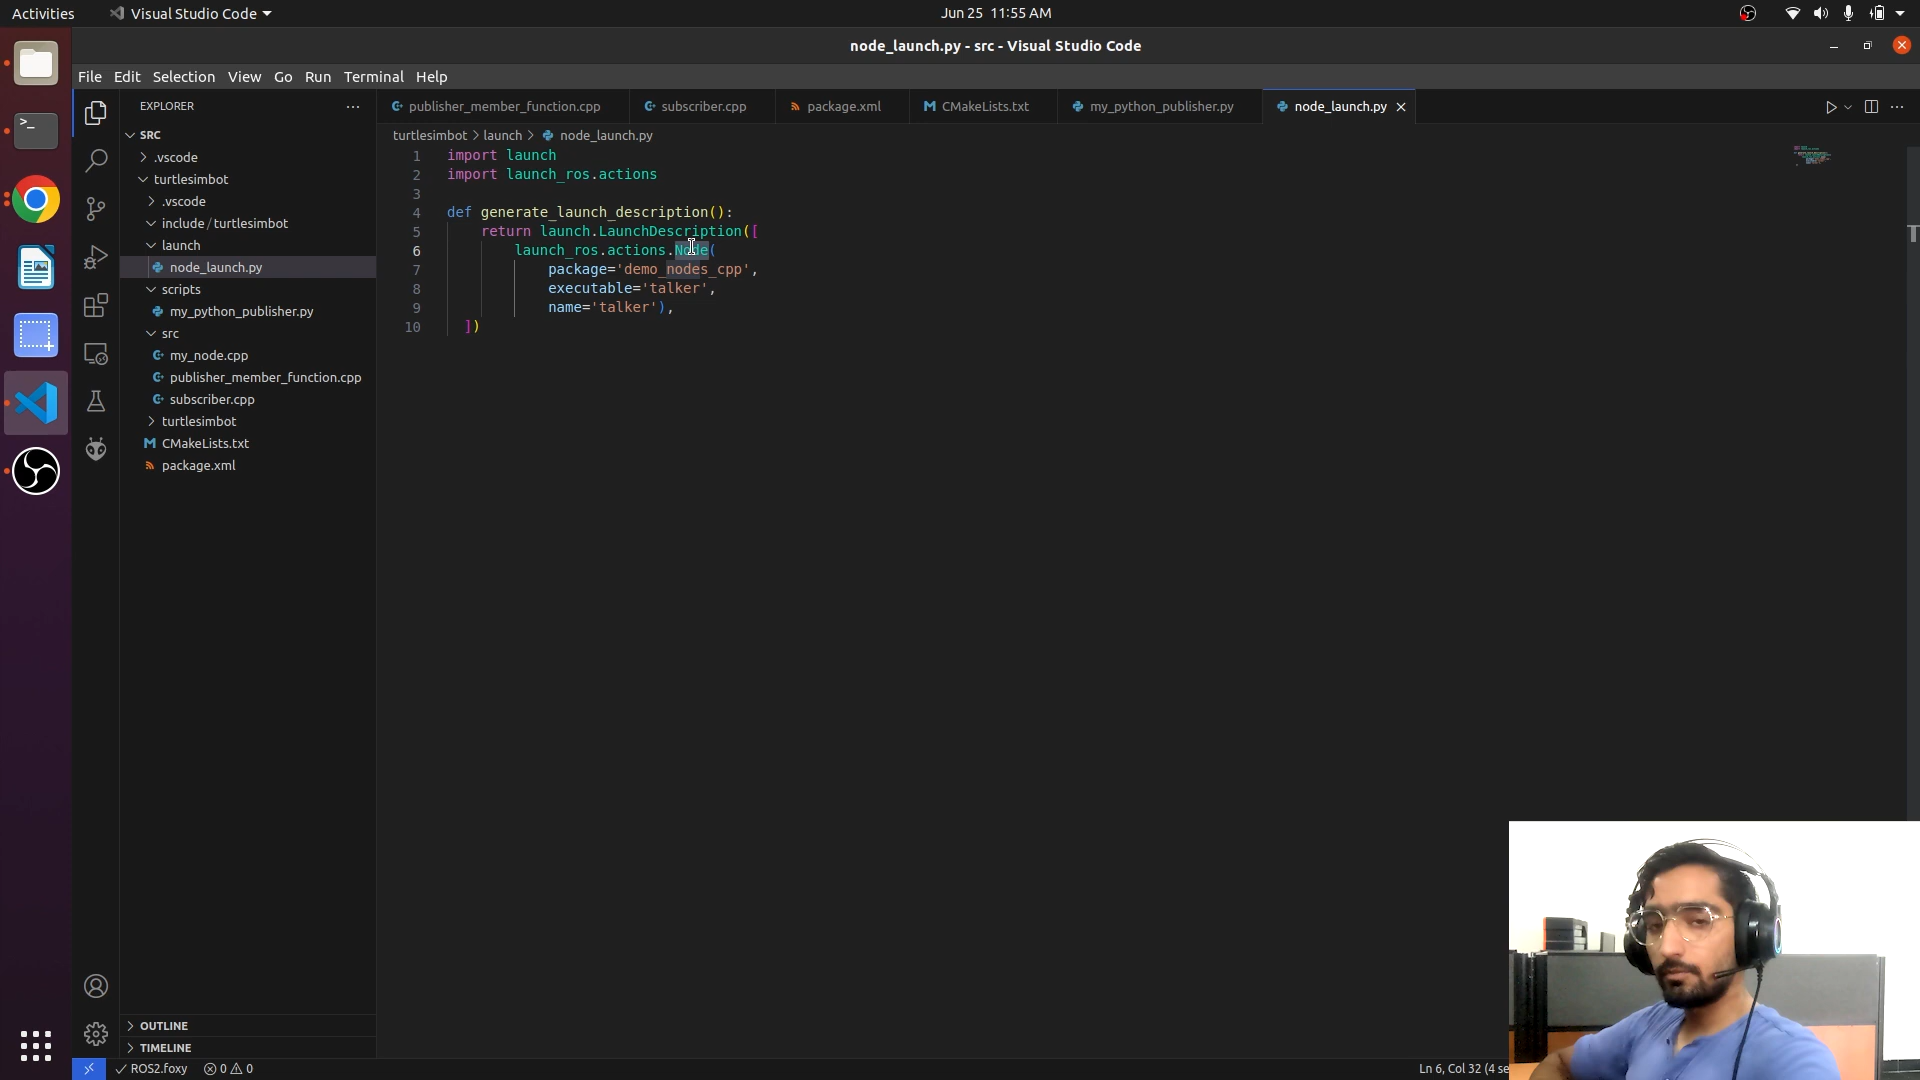 Activities
Visual Studio Code
Jun 25 11:55 AM
node_launch.py - src - Visual Studio Code
File Edit Selection View Go Run Terminal Help
EXPLORER
publisher_member_function.cpp
subscriber.cpp
package.xml
CMakeLists.txt
my_python_publisher.py
node_launch.py
SRC
.vscode
turtlesimbot
.vscode
include / turtlesimbot
launch
node_launch.py
scripts
my_python_publisher.py
src
my_node.cpp
publisher_member_function.cpp
subscriber.cpp
turtlesimbot
CMakeLists.txt
package.xml
OUTLINE
TIMELINE
turtlesimbot > launch > node_launch.py
1 import launch
2 import launch_ros.actions
3
4 def generate_launch_description():
5 return launch.LaunchDescription([
6 launch_ros.actions.Node(
7 package='demo_nodes_cpp',
8 executable='talker',
9 name='talker'),
10 ])
ROS2.foxy 0 0
Ln 6, Col 32 (4 se